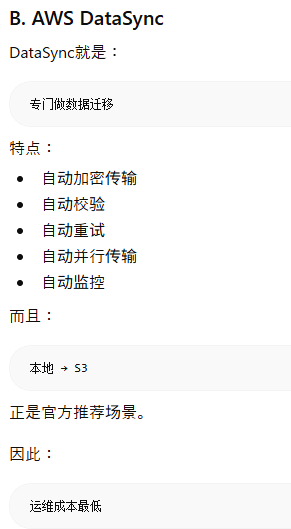 B. AWS DataSync
DataSync就是：
专门做数据迁移
特点：
自动加密传输
自动校验
自动重试
自动并行传输
自动监控
而且：
本地 → S3
正是官方推荐场景。
因此：
运维成本最低